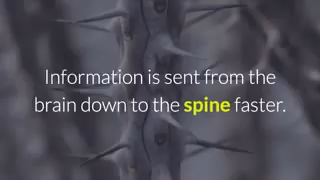 Information is sent from the
brain down to the spine faster.